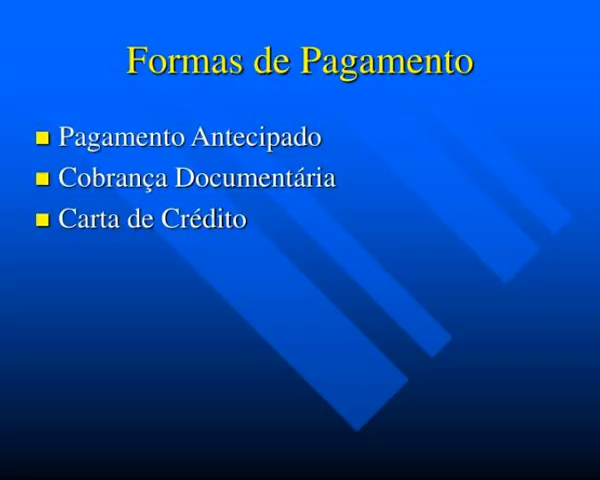 Formas de Pagamento
Pagamento Antecipado
Cobrança Documentária
Carta de Crédito